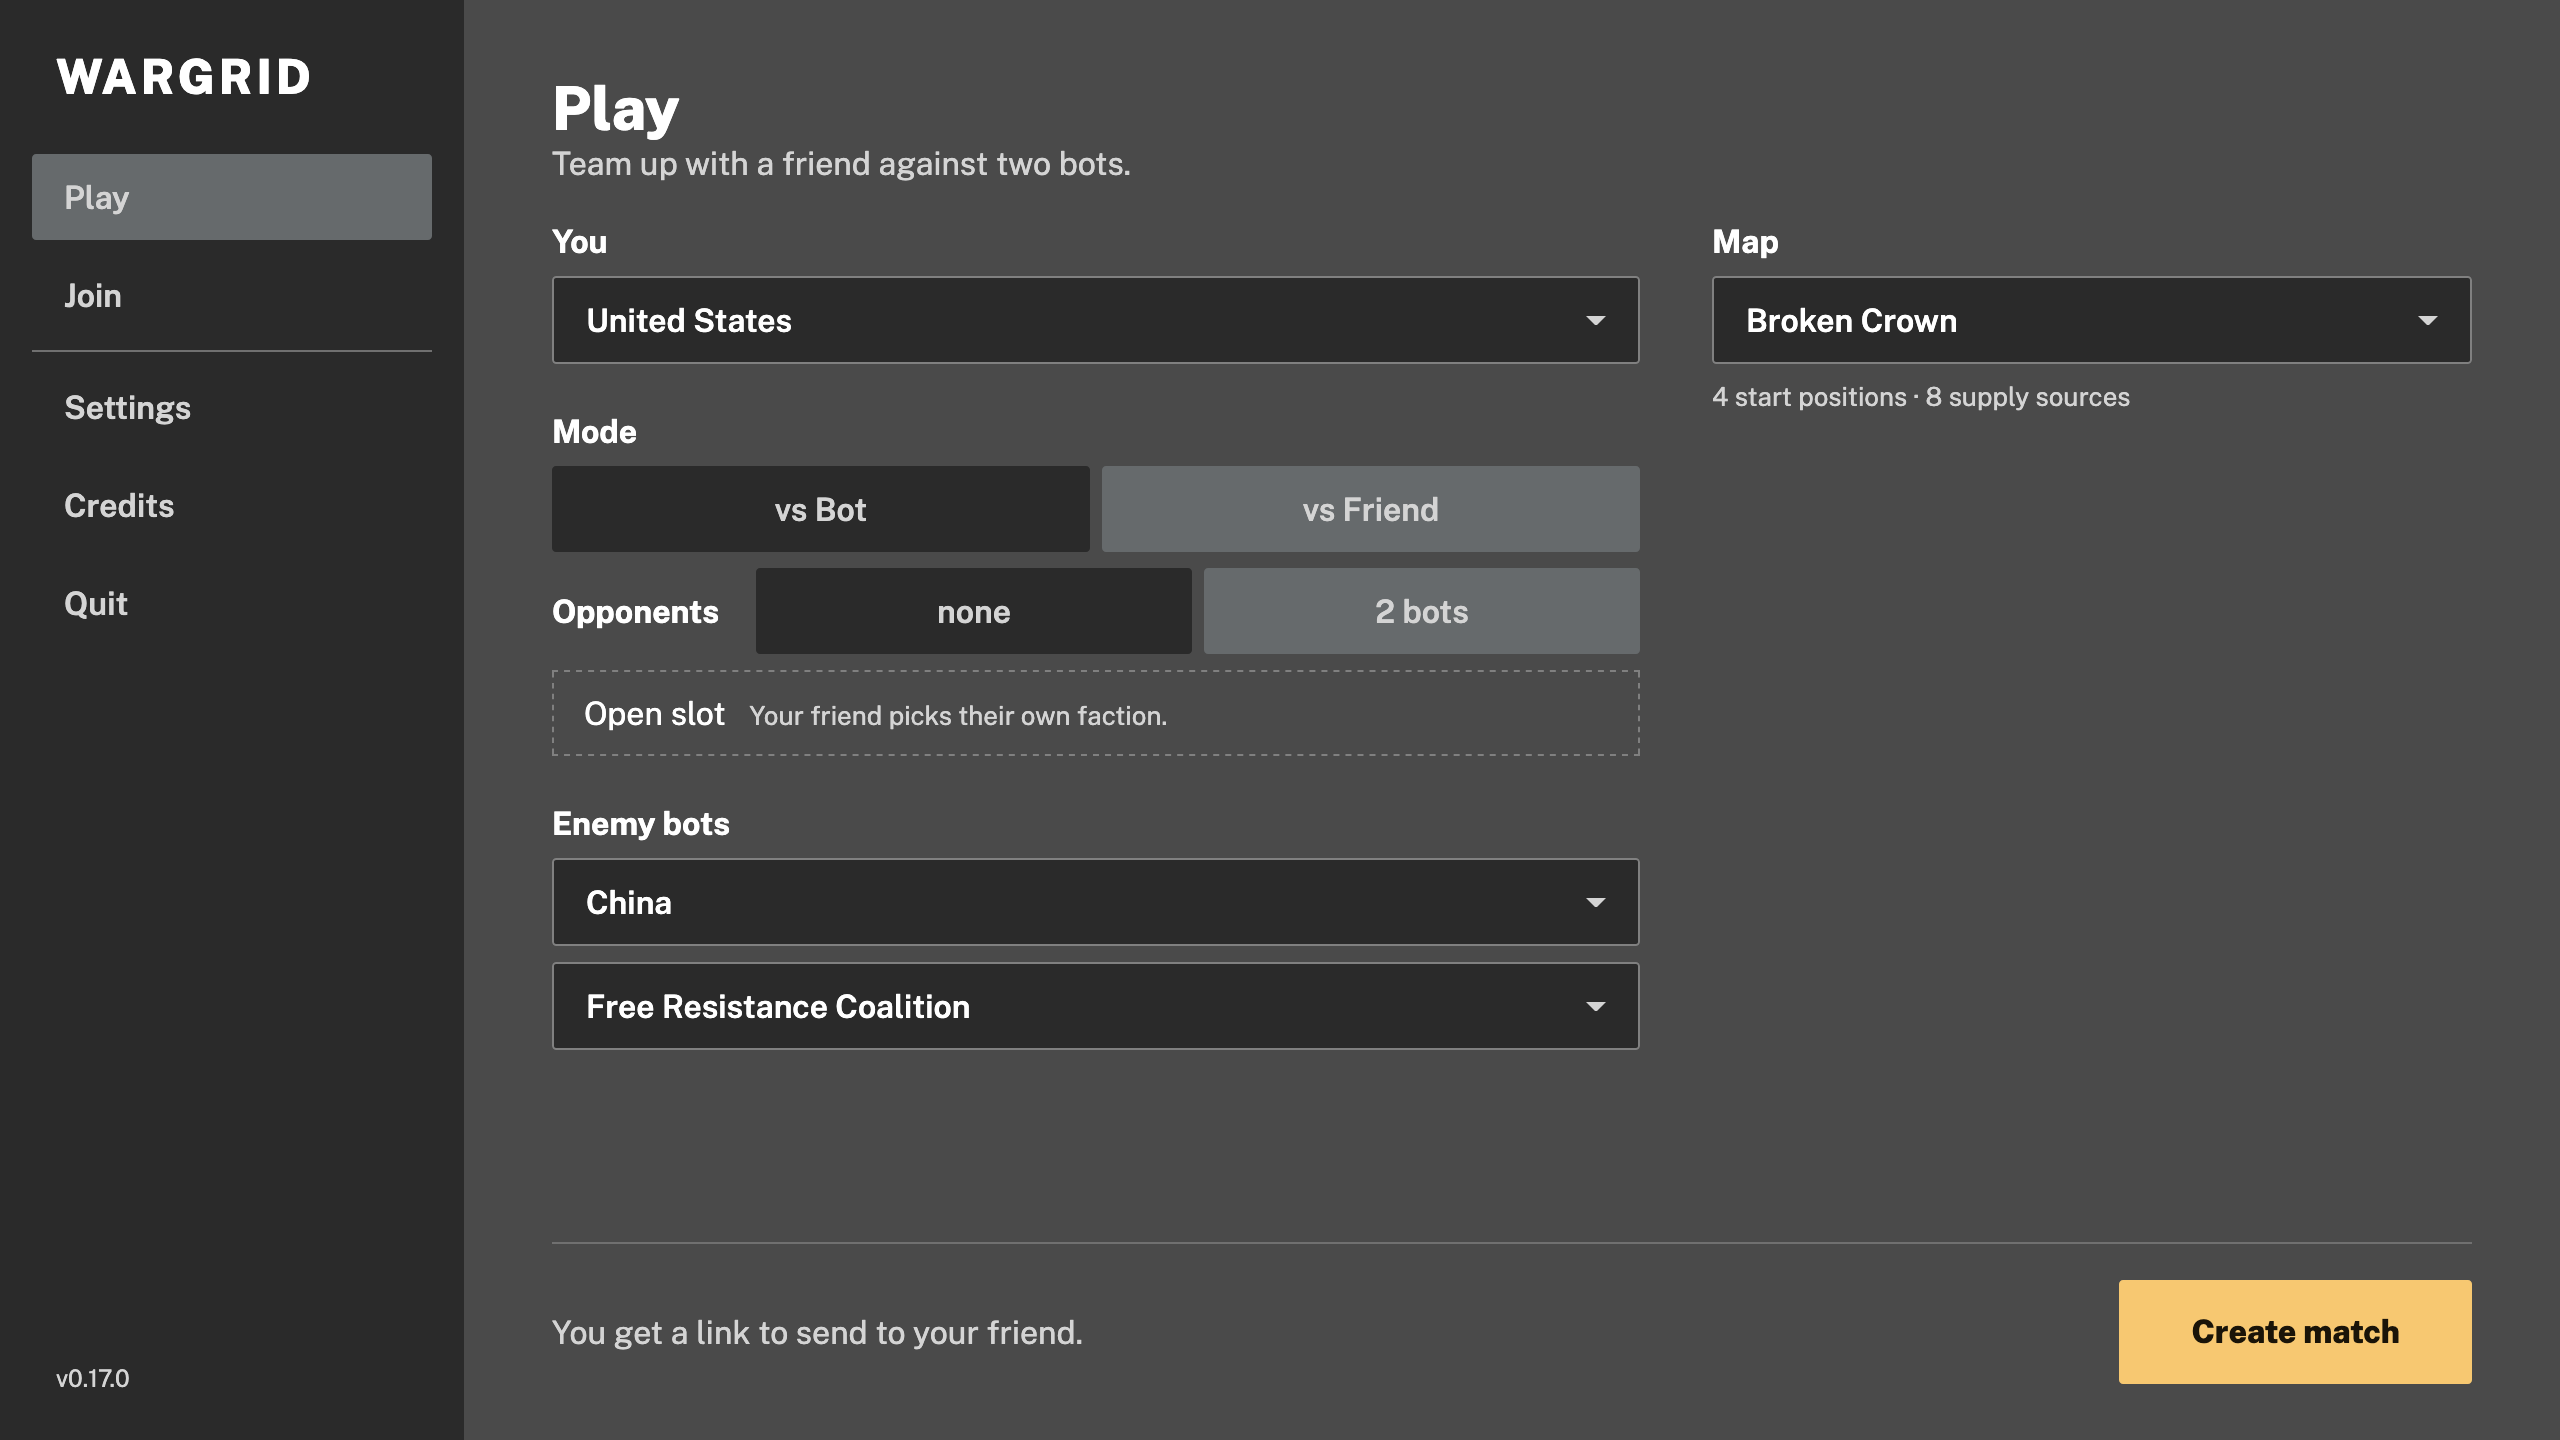 WARGRID
Play
Join
Settings
Credits
Quit
v0.17.0
Play
Team up with a friend against two bots.
You
United States
Mode
vs Bot
vs Friend
Opponents
none
2 bots
Open slot Your friend picks their own faction.
Enemy bots
China
Free Resistance Coalition
Map
Broken Crown
4 start positions · 8 supply sources
You get a link to send to your friend.
Create match